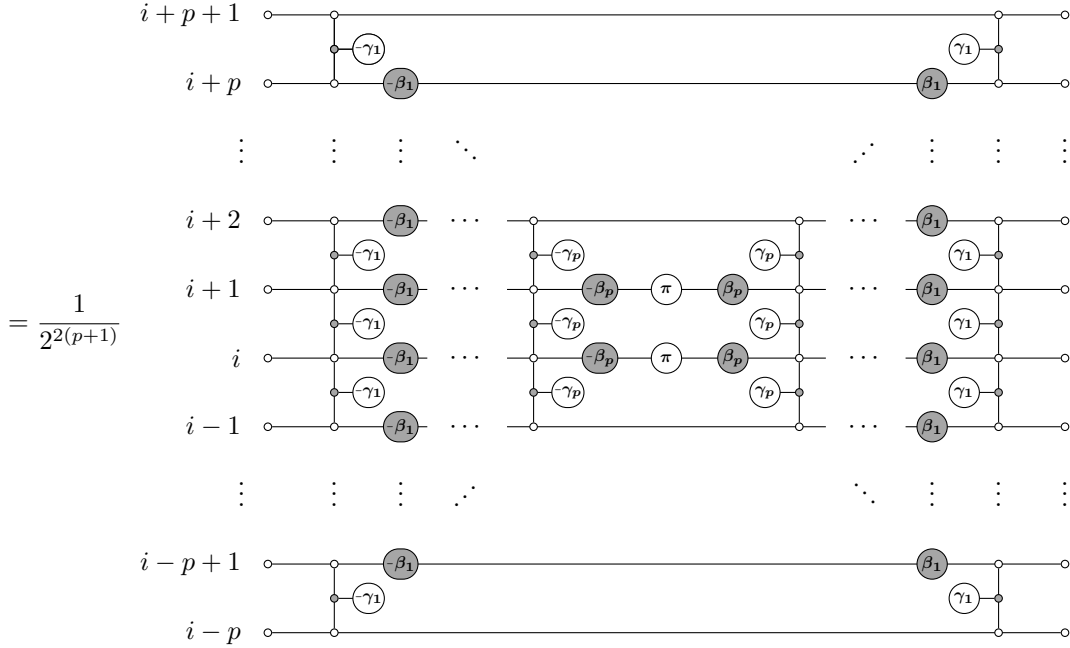 i + p + 1
-γ₁ γ₁
i + p -β₁ β₁
⋮ ⋮ ⋮ ⋱ ⋰ ⋮ ⋮ ⋮
i + 2 -β₁ ··· ··· β₁
-γ₁ -γₚ γₚ γ₁
i + 1 -β₁ ··· -βₚ π βₚ ··· β₁
= 1/2^{2(p+1)} -γ₁ -γₚ γₚ γ₁
i -β₁ ··· -βₚ π βₚ ··· β₁
-γ₁ -γₚ γₚ γ₁
i − 1 -β₁ ··· ··· β₁
⋮ ⋮ ⋮ ⋰ ⋱ ⋮ ⋮ ⋮
i − p + 1 -β₁ β₁
-γ₁ γ₁
i − p